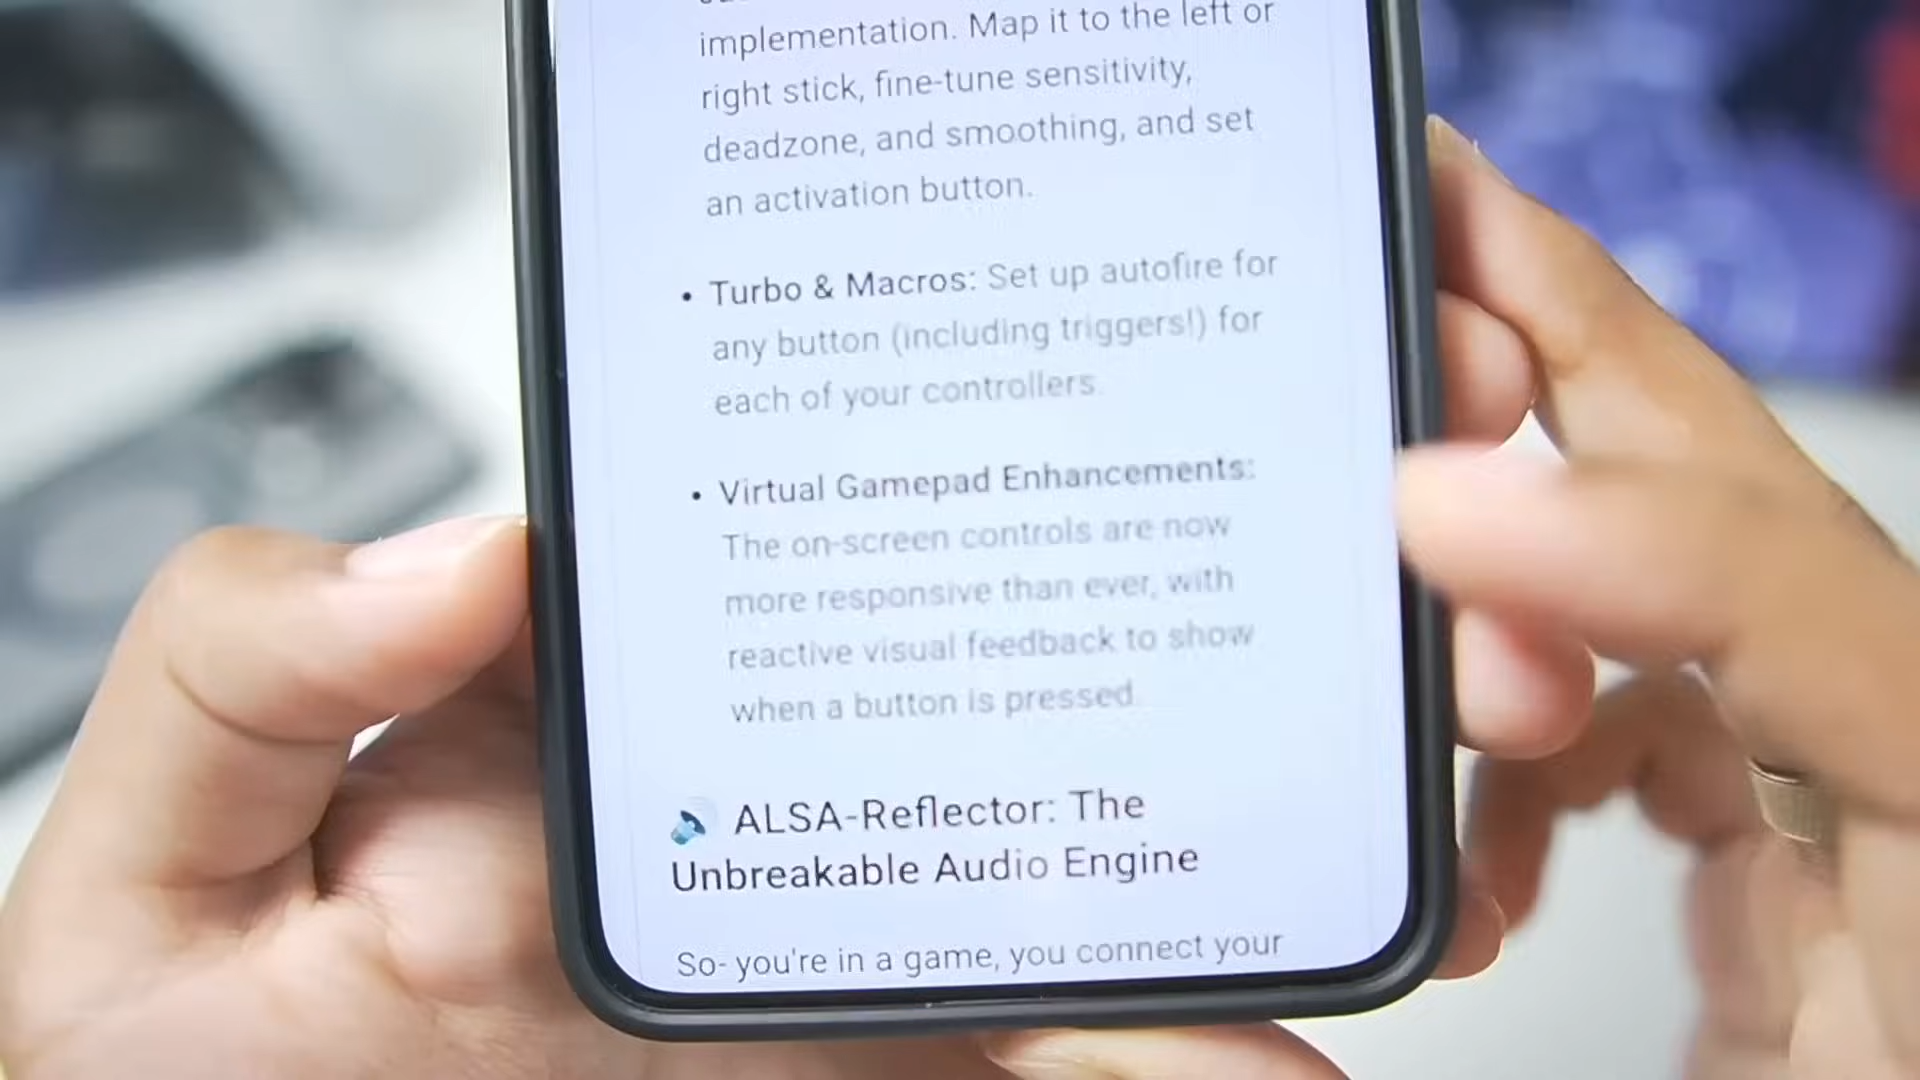 implementation. Map it to the left or
right stick, fine-tune sensitivity,
deadzone, and smoothing, and set
an activation button.
• Turbo & Macros: Set up autofire for
any button (including triggers!) for
each of your controllers.
• Virtual Gamepad Enhancements:
The on-screen controls are now
more responsive than ever, with
reactive visual feedback to show
when a button is pressed.
🔊 ALSA-Reflector: The
Unbreakable Audio Engine
So- you're in a game, you connect your